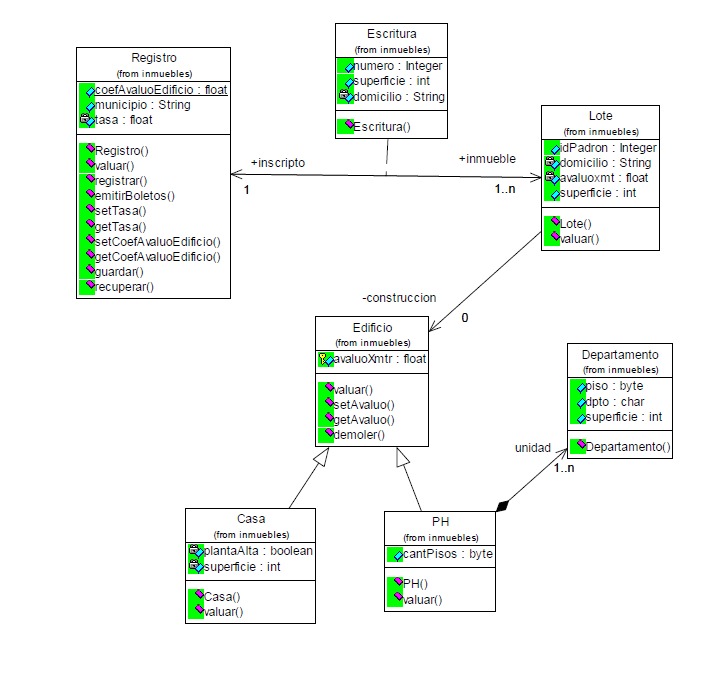 Escritura
(from inmuebles)
numero : Integer
superficie : int
domicilio : String
Escritura()
Registro
(from inmuebles)
coefAvaluoEdificio : float
municipio : String
tasa : float
Registro()
valuar()
registrar()
emitirBoletos()
setTasa()
getTasa()
setCoefAvaluoEdificio()
getCoefAvaluoEdificio()
guardar()
recuperar()
+inscripto
1
+inmueble
1..n
Lote
(from inmuebles)
idPadron : Integer
domicilio : String
avaluoxmt : float
superficie : int
Lote()
valuar()
-construccion
0
Edificio
(from inmuebles)
avaluoXmtr : float
valuar()
setAvaluo()
getAvaluo()
demoler()
Departamento
(from inmuebles)
piso : byte
dpto : char
superficie : int
Departamento()
unidad
1..n
Casa
(from inmuebles)
plantaAlta : boolean
superficie : int
Casa()
valuar()
PH
(from inmuebles)
cantPisos : byte
PH()
valuar()